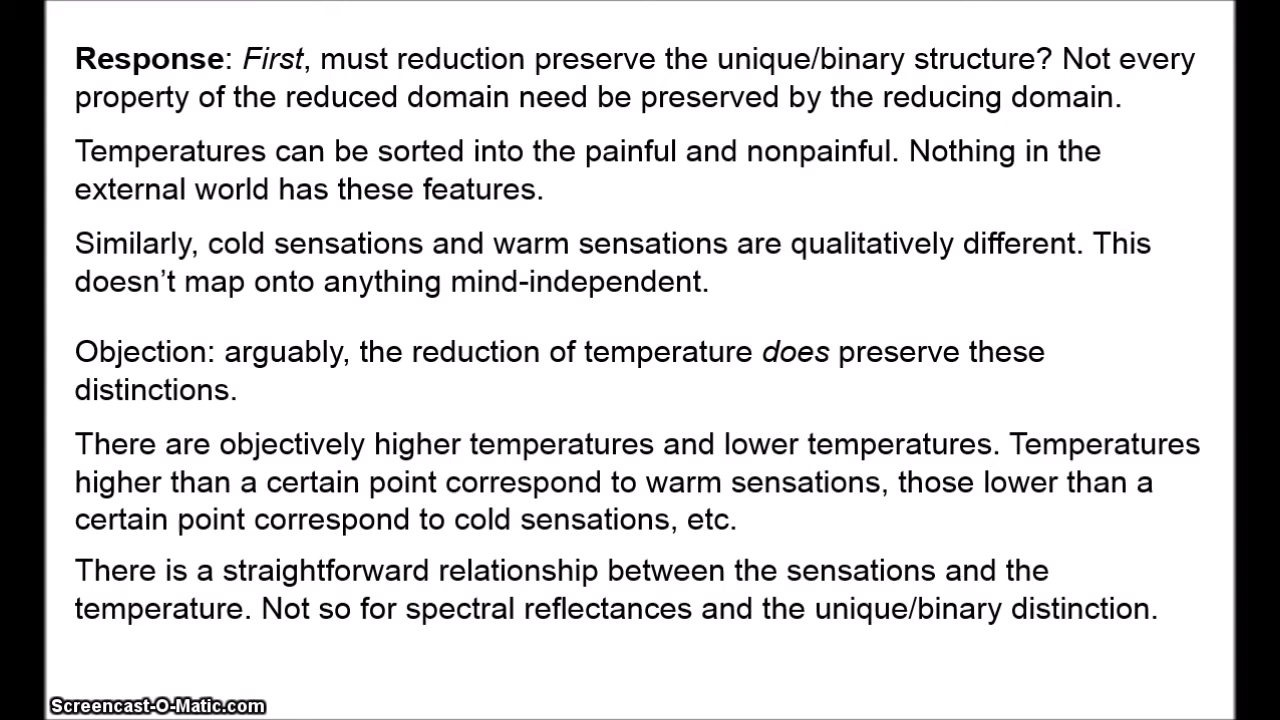 Response: First, must reduction preserve the unique/binary structure? Not every
property of the reduced domain need be preserved by the reducing domain.
Temperatures can be sorted into the painful and nonpainful. Nothing in the
external world has these features.
Similarly, cold sensations and warm sensations are qualitatively different. This
doesn’t map onto anything mind-independent.
Objection: arguably, the reduction of temperature does preserve these
distinctions.
There are objectively higher temperatures and lower temperatures. Temperatures
higher than a certain point correspond to warm sensations, those lower than a
certain point correspond to cold sensations, etc.
There is a straightforward relationship between the sensations and the
temperature. Not so for spectral reflectances and the unique/binary distinction.
Screencast-O-Matic.com